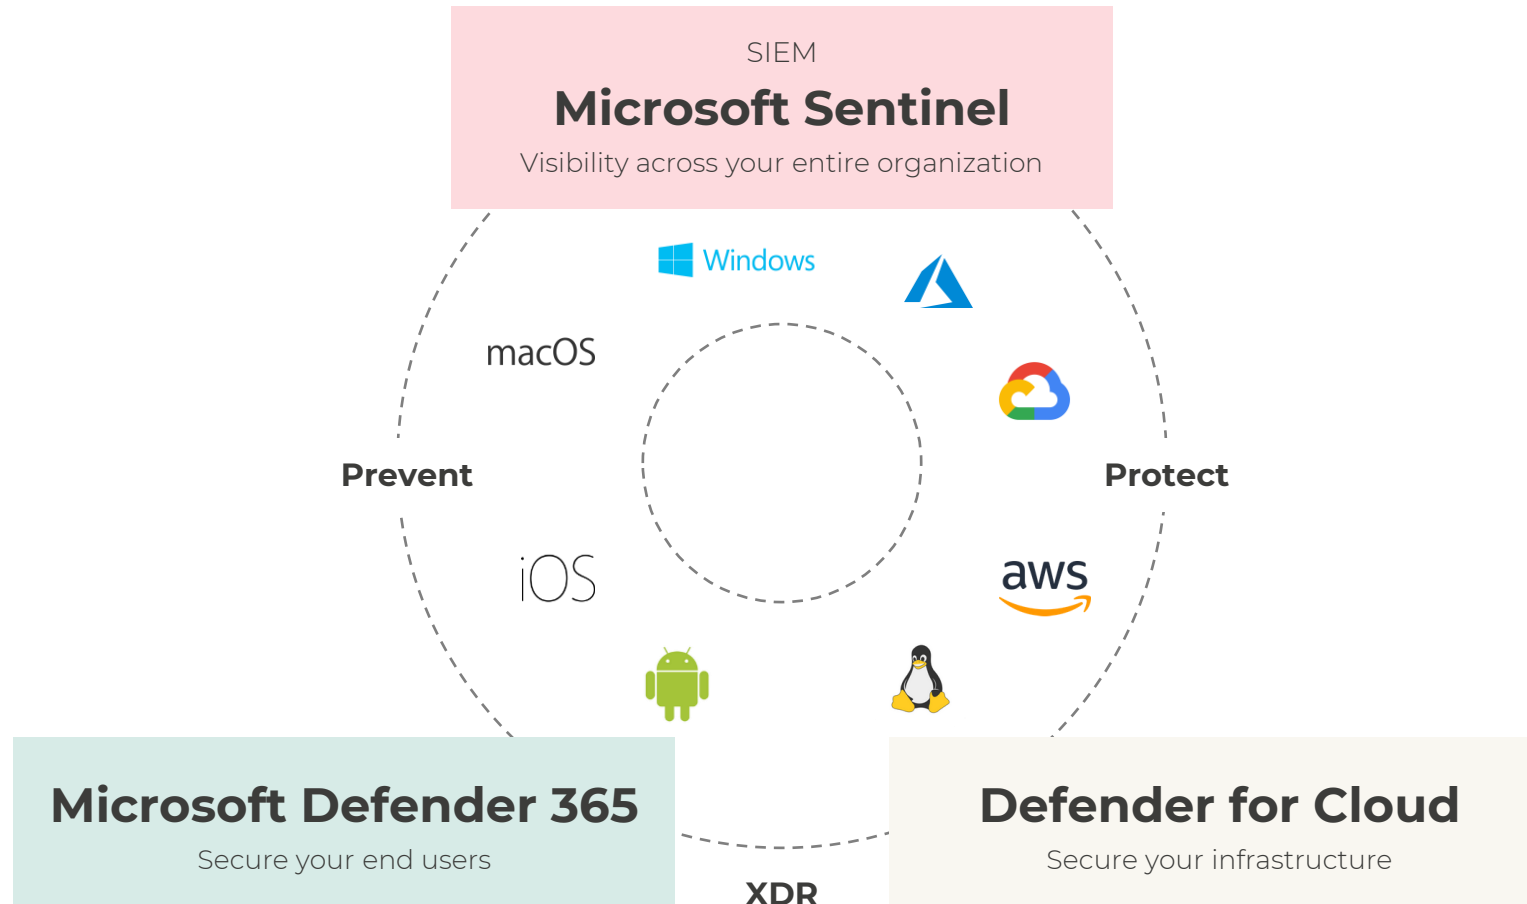 SIEM
Microsoft Sentinel
Visibility across your entire organization
Windows
macOS
Prevent
Protect
iOS
aws
Microsoft Defender 365
Secure your end users
Defender for Cloud
Secure your infrastructure
XDR